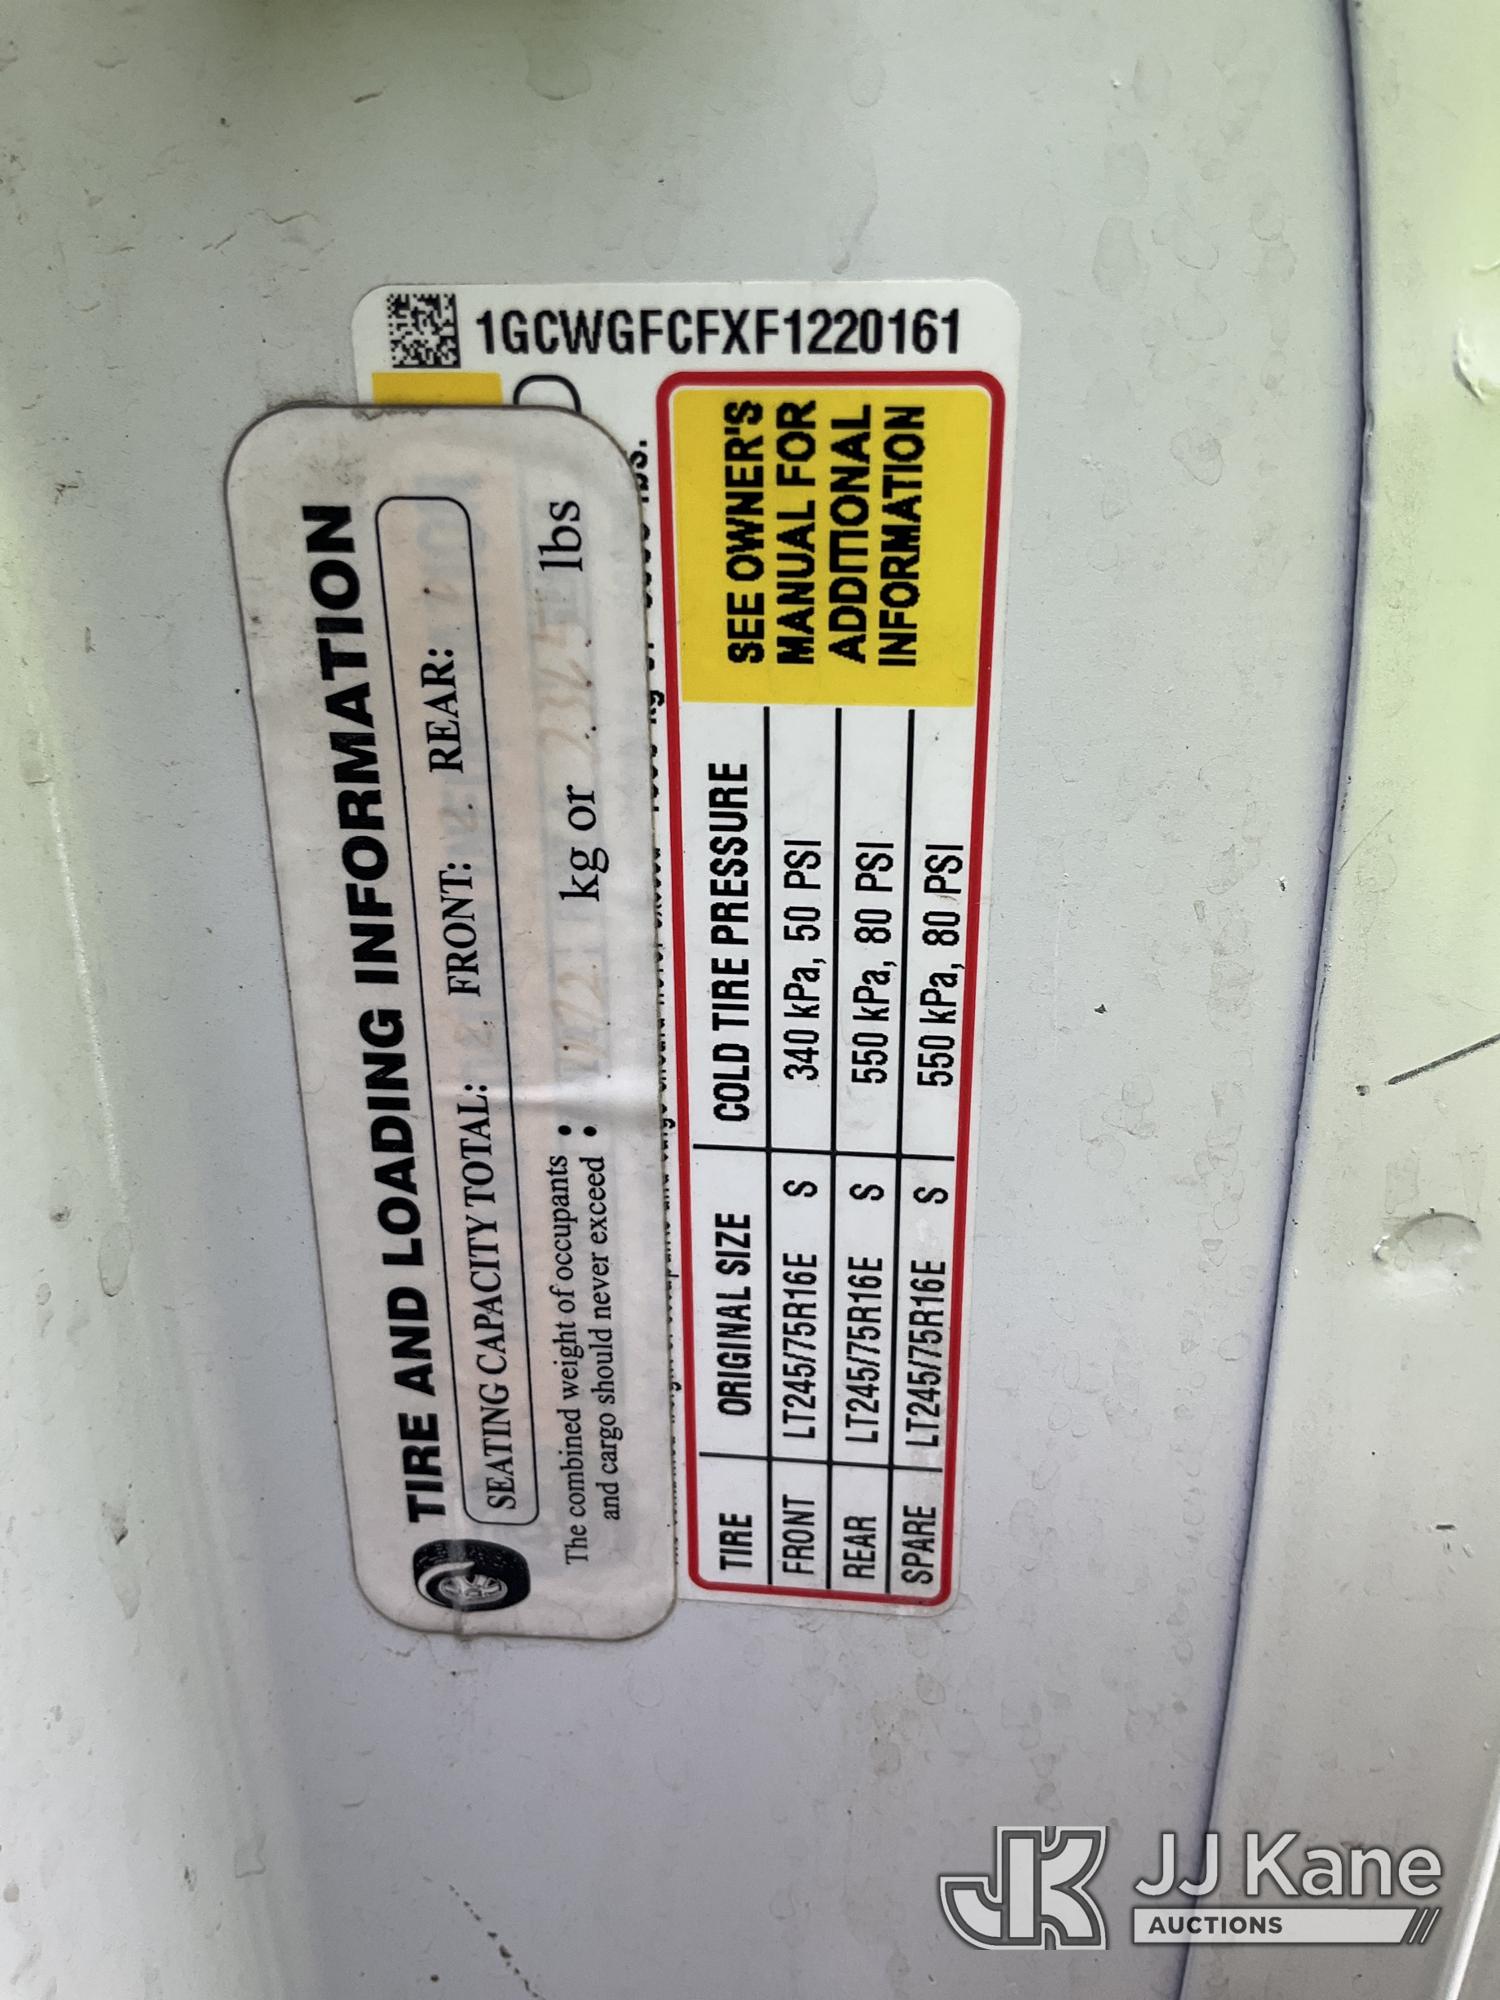 1GCWGFCFXF1220161
TIRE AND LOADING INFORMATION
SEATING CAPACITY TOTAL: FRONT: REAR:
The combined weight of occupants
and cargo should never exceed : kg or lbs
lbs.
TIRE ORIGINAL SIZE COLD TIRE PRESSURE
FRONT LT245/75R16E S 340 kPa, 50 PSI
REAR LT245/75R16E S 550 kPa, 80 PSI
SPARE LT245/75R16E S 550 kPa, 80 PSI
SEE OWNER'S
MANUAL FOR
ADDITIONAL
INFORMATION
JK JJ Kane
AUCTIONS